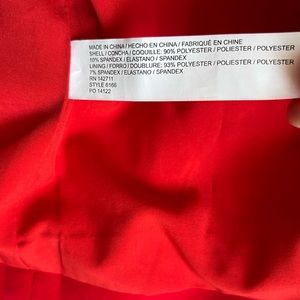 MADE IN CHINA / HECHO EN CHINA / FABRIQUÉ EN CHINE
SHELL / CONCHA / COQUILLE: 90% POLYESTER / POLIESTER / POLYESTER
10% SPANDEX / ELASTANO / SPANDEX
LINING / FORRO / DOUBLURE: 93% POLYESTER / POLIESTER / POLYESTER
7% SPANDEX / ELASTANO / SPANDEX
RN 142711
STYLE 6166
PO 14122